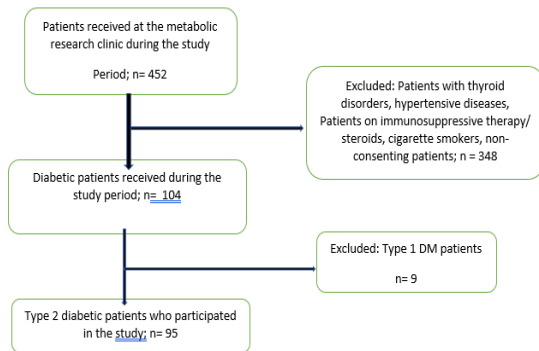 Patients received at the metabolic
research clinic during the study
Period; n= 452
Excluded: Patients with thyroid
disorders, hypertensive diseases,
Patients on immunosuppressive therapy/
steroids, cigarette smokers, non-
consenting patients; n = 348
Diabetic patients received during the
study period; n= 104
Excluded: Type 1 DM patients
n= 9
Type 2 diabetic patients who participated
in the study; n= 95